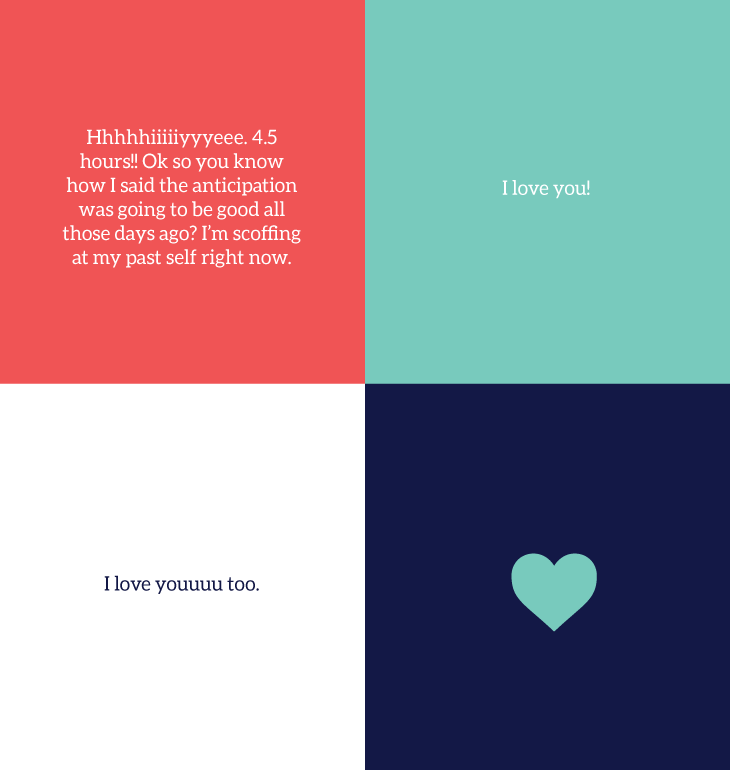 Hhhhhiiiiiyyyeee. 4.5
hours!! Ok so you know
how I said the anticipation
was going to be good all
those days ago? I’m scoffing
at my past self right now.
I love you!
I love youuuu too.